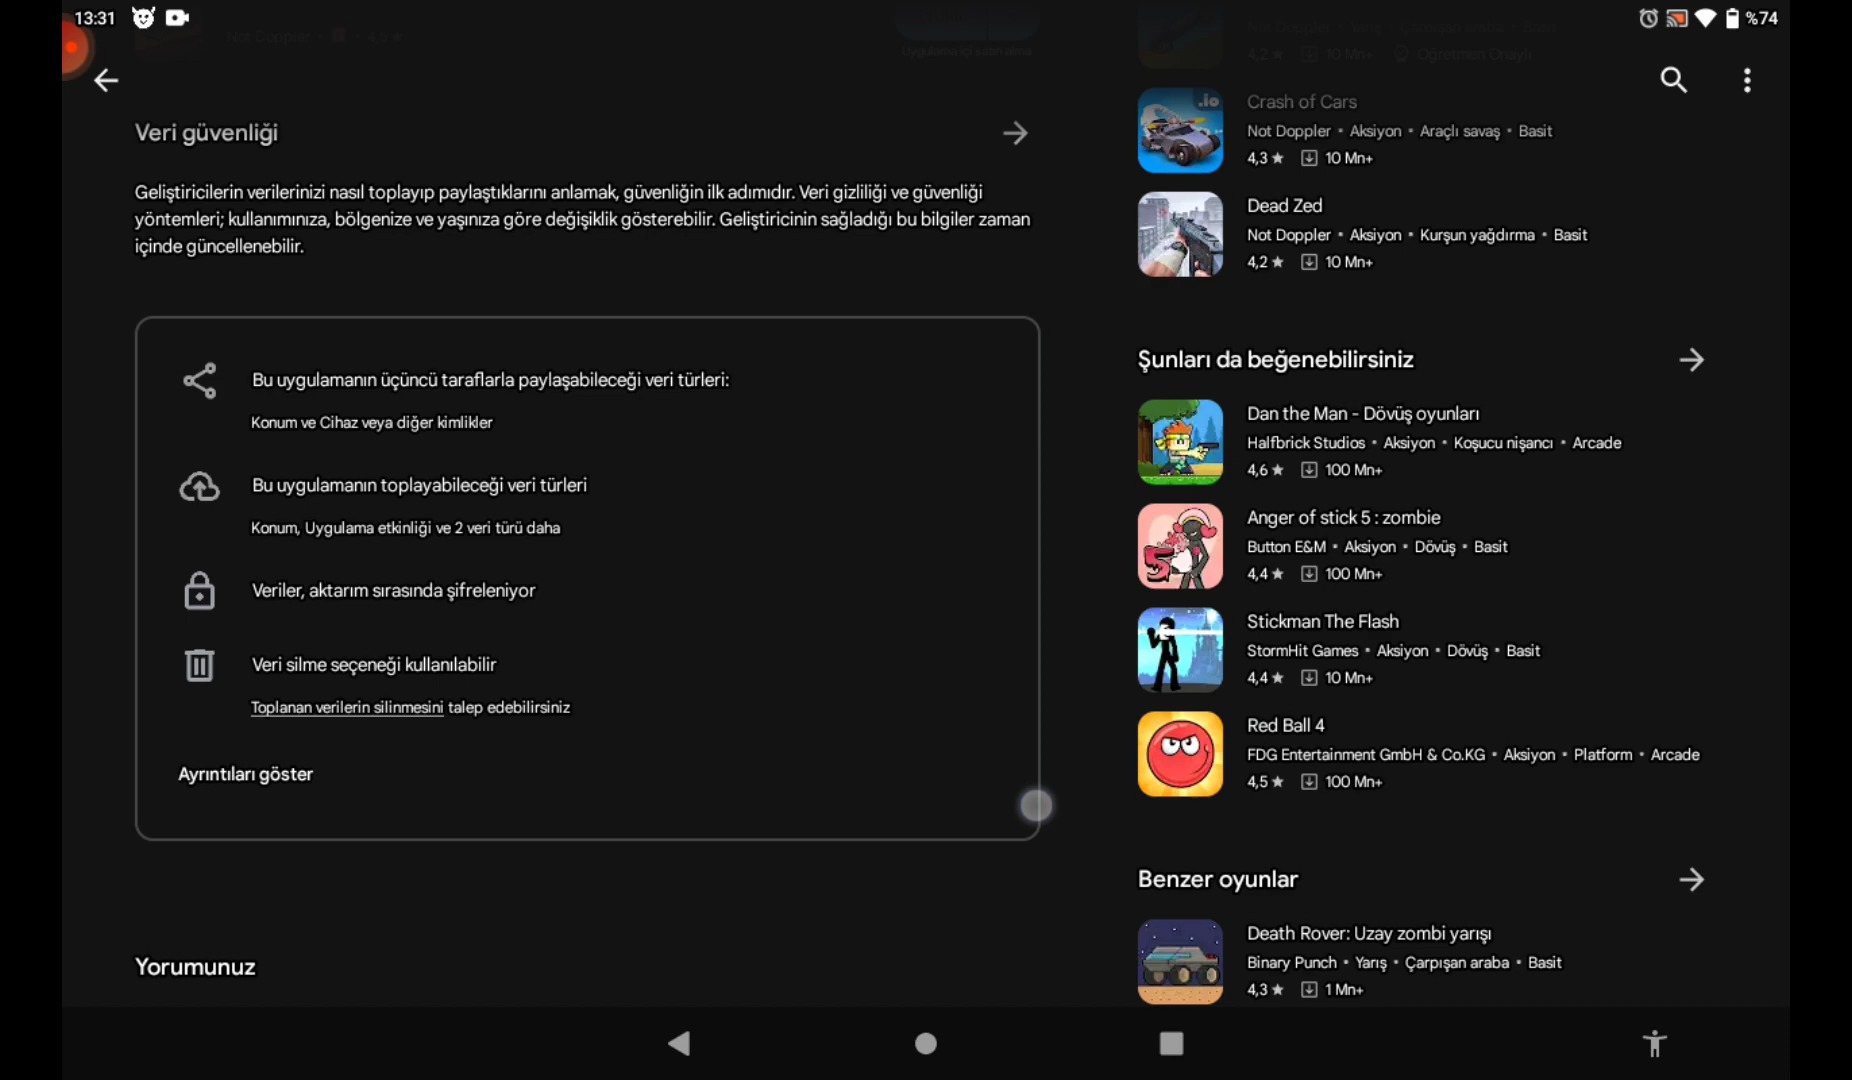 13:31
%74
Not Doppler
4,2★ 10 Mn+ Öğretmen Onaylı
Veri güvenliği
Geliştiricilerin verilerinizi nasıl toplayıp paylaştıklarını anlamak, güvenliğin ilk adımıdır. Veri gizliliği ve güvenliği
yöntemleri; kullanımınıza, bölgenize ve yaşınıza göre değişiklik gösterebilir. Geliştiricinin sağladığı bu bilgiler zaman
içinde güncellenebilir.
Bu uygulamanın üçüncü taraflarla paylaşabileceği veri türleri:
Konum ve Cihaz veya diğer kimlikler
Bu uygulamanın toplayabileceği veri türleri
Konum, Uygulama etkinliği ve 2 veri türü daha
Veriler, aktarım sırasında şifreleniyor
Veri silme seçeneği kullanılabilir
Toplanan verilerin silinmesini talep edebilirsiniz
Ayrıntıları göster
Yorumunuz
.io
Crash of Cars
Not Doppler • Aksiyon • Araçlı savaş • Basit
4,3★ 10 Mn+
Dead Zed
Not Doppler • Aksiyon • Kurşun yağdırma • Basit
4,2★ 10 Mn+
Şunları da beğenebilirsiniz
Dan the Man - Dövüş oyunları
Halfbrick Studios • Aksiyon • Koşucu nişancı • Arcade
4,6★ 100 Mn+
Anger of stick 5 : zombie
Button E&M • Aksiyon • Dövüş • Basit
4,4★ 100 Mn+
Stickman The Flash
StormHit Games • Aksiyon • Dövüş • Basit
4,4★ 10 Mn+
Red Ball 4
FDG Entertainment GmbH & Co.KG • Aksiyon • Platform • Arcade
4,5★ 100 Mn+
Benzer oyunlar
Death Rover: Uzay zombi yarışı
Binary Punch • Yarış • Çarpışan araba • Basit
4,3★ 1 Mn+